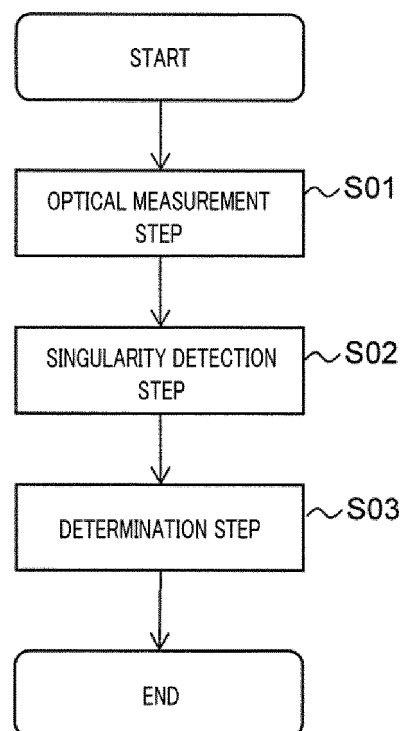 START
OPTICAL MEASUREMENT
STEP
S01
SINGULARITY DETECTION
STEP
S02
DETERMINATION STEP
S03
END